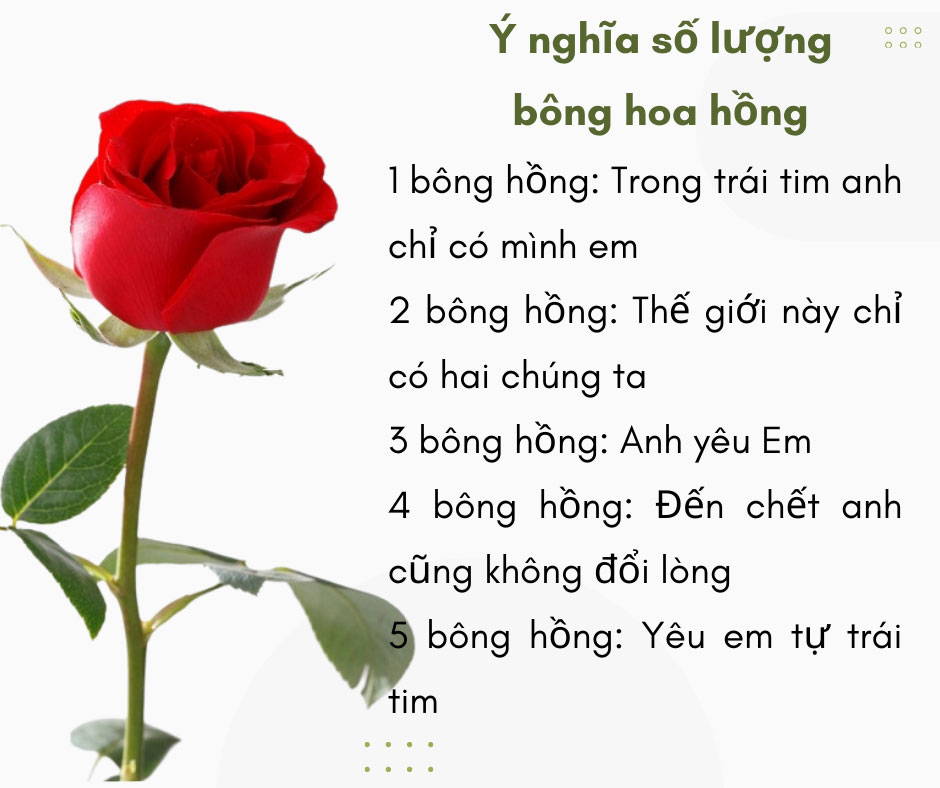 Ý nghĩa số lượng
bông hoa hồng
1 bông hồng: Trong trái tim anh
chỉ có mình em
2 bông hồng: Thế giới này chỉ
có hai chúng ta
3 bông hồng: Anh yêu Em
4 bông hồng: Đến chết anh
cũng không đổi lòng
5 bông hồng: Yêu em tự trái
tim